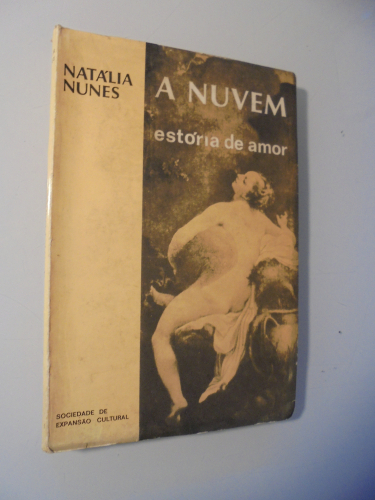 NATÁLIA
NUNES
A NUVEM
estória de amor
SOCIEDADE DE
EXPANSÃO CULTURAL